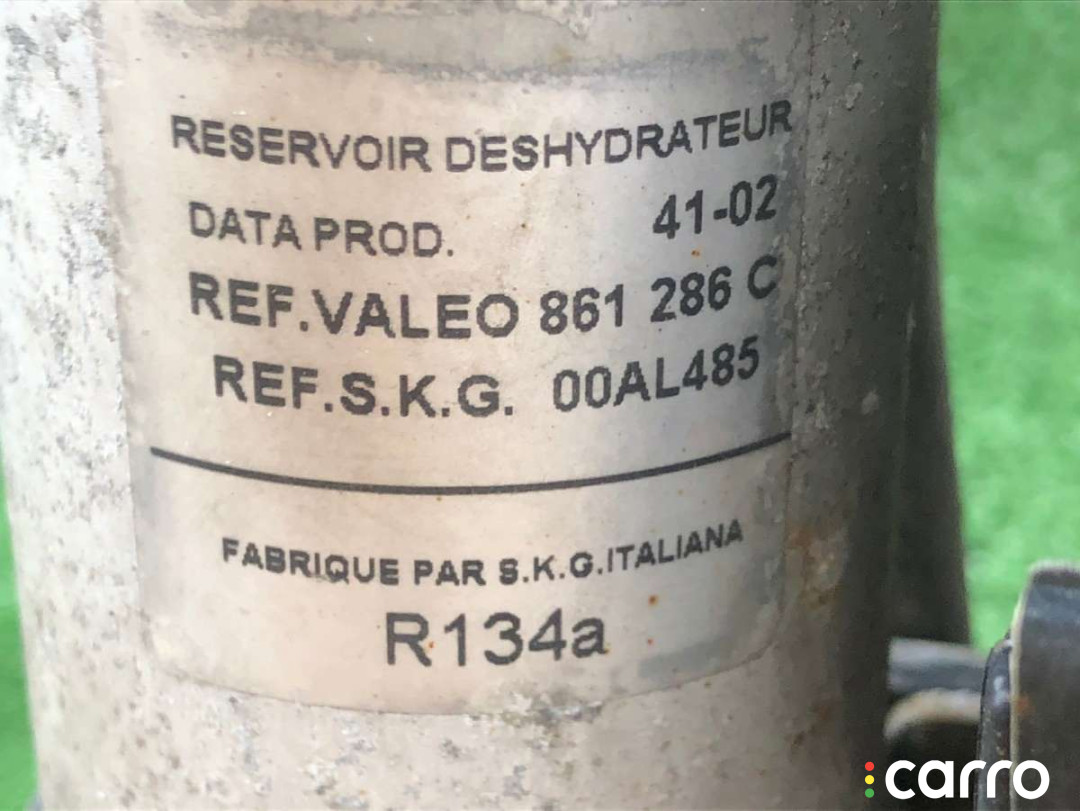 RESERVOIR DESHYDRATEUR
DATA PROD. 41-02
REF.VALEO 861 286 C
REF.S.K.G. 00AL485
FABRIQUE PAR S.K.G.ITALIANA
R134a
carro